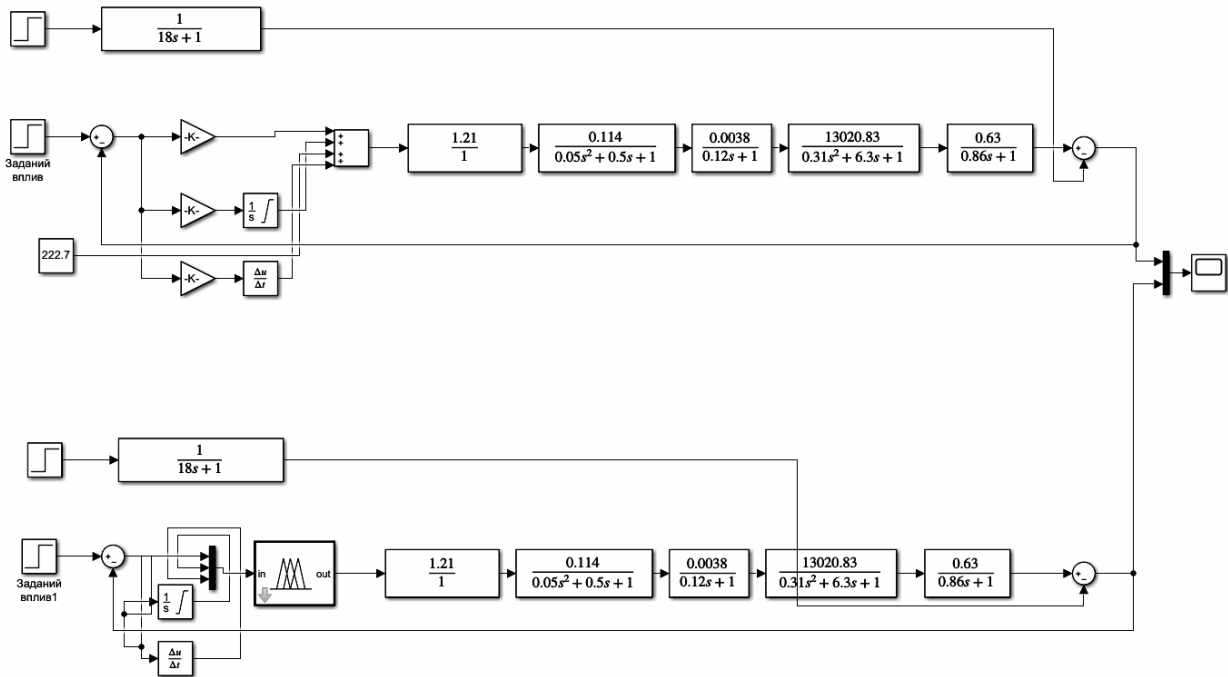 1
18s + 1
Заданий
вплив
+
−
-K-
-K-
1
s
222.7
-K-
Δu
Δt
+
+
+
+
1.21
1
0.114
0.05s² + 0.5s + 1
0.0038
0.12s + 1
13020.83
0.31s² + 6.3s + 1
0.63
0.86s + 1
+
−
1
18s + 1
Заданий
вплив1
+
−
1
s
Δu
Δt
in
out
1.21
1
0.114
0.05s² + 0.5s + 1
0.0038
0.12s + 1
13020.83
0.31s² + 6.3s + 1
0.63
0.86s + 1
+
−